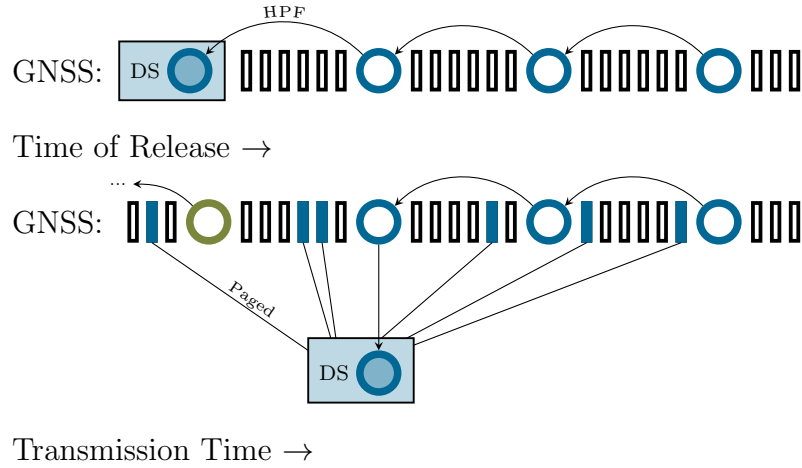 HPF
GNSS: DS
Time of Release →
...
GNSS:
Paged
DS
Transmission Time →